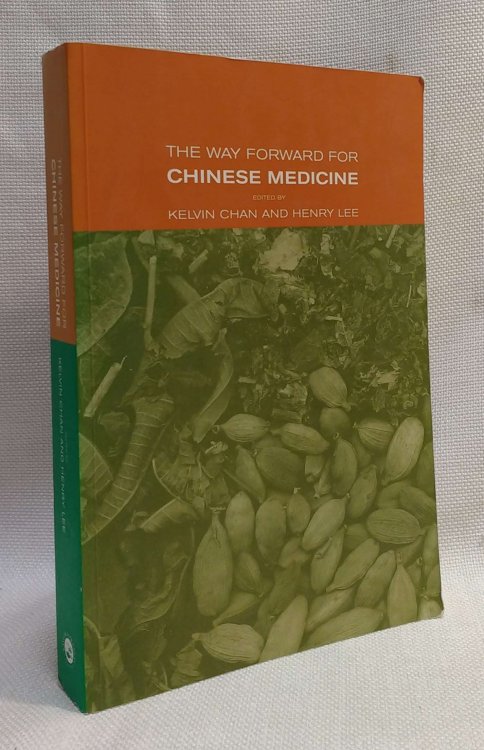 THE WAY FORWARD FOR
CHINESE MEDICINE
EDITED BY
KELVIN CHAN AND HENRY LEE
THE WAY FORWARD FOR
CHINESE MEDICINE
KELVIN CHAN AND HENRY LEE